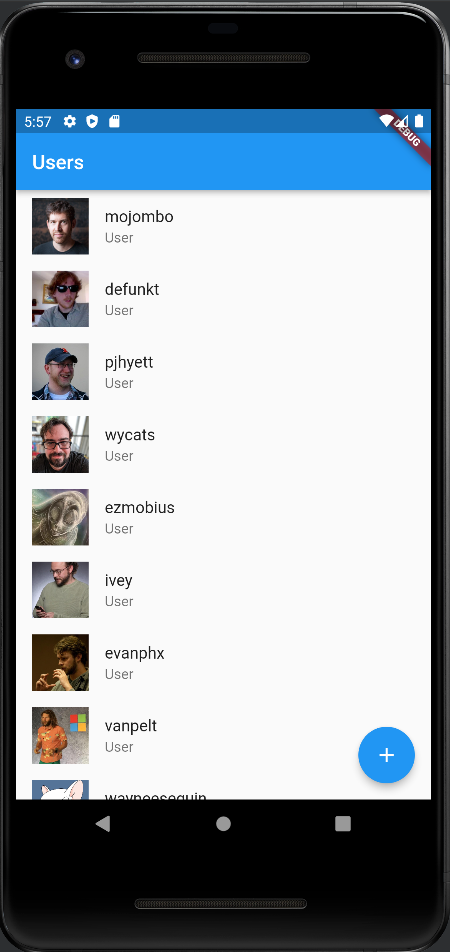 5:57
DEBUG
Users
mojombo
User
defunkt
User
pjhyett
User
wycats
User
ezmobius
User
ivey
User
evanphx
User
vanpelt
User
wayneeseguin